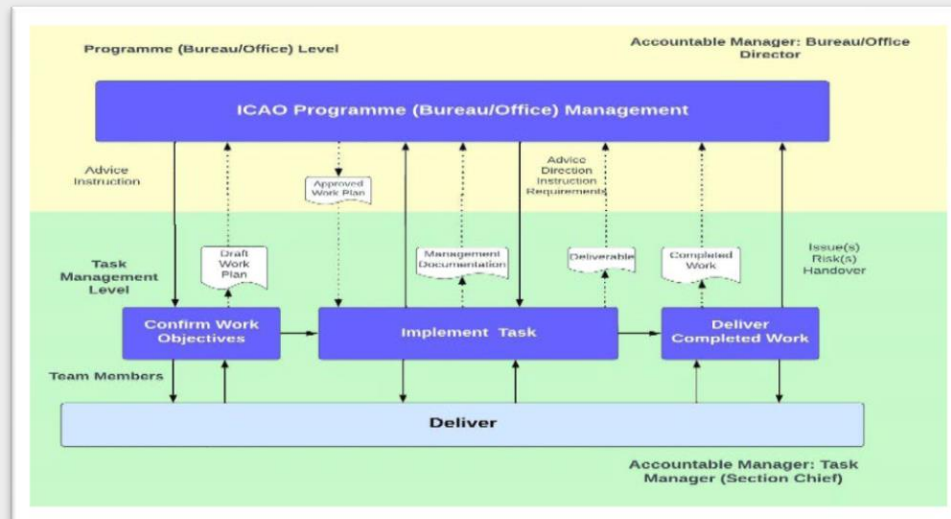 Programme (Bureau/Office) Level
Accountable Manager: Bureau/Office
Director
ICAO Programme (Bureau/Office) Management
Advice
Instruction
Approved
Work Plan
Advice
Direction
Instruction
Requirements
Draft
Work
Plan
Management
Documentation
Deliverable
Completed
Work
Issue(s)
Risk(s)
Handover
Task
Management
Level
Confirm Work
Objectives
Implement Task
Deliver
Completed Work
Team Members
Deliver
Accountable Manager: Task
Manager (Section Chief)